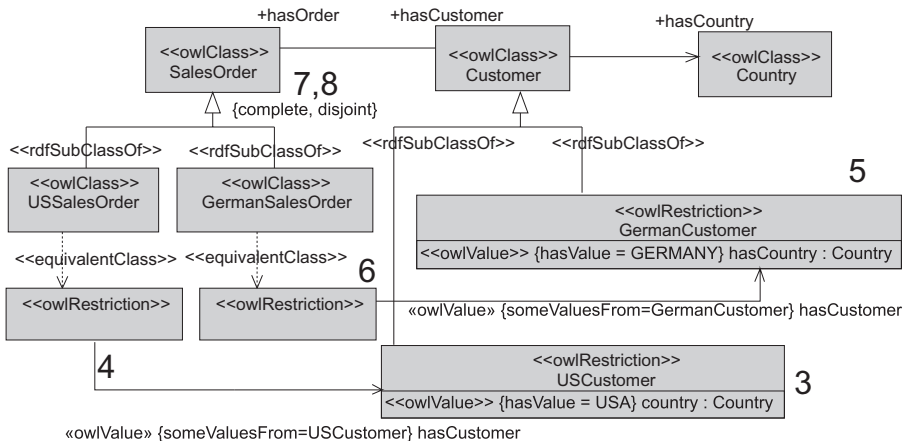 +hasOrder
+hasCustomer
+hasCountry
<<owlClass>>
SalesOrder
<<owlClass>>
Customer
<<owlClass>>
Country
7,8
{complete, disjoint}
<<rdfSubClassOf>>
<<rdfSubClassOf>>
<<rdfSubClassOf>>
<<rdfSubClassOf>>
<<owlClass>>
USSalesOrder
<<owlClass>>
GermanSalesOrder
5
<<owlRestriction>>
GermanCustomer
<<owlValue>> {hasValue = GERMANY} hasCountry : Country
<<equivalentClass>>
<<equivalentClass>>
6
<<owlRestriction>>
<<owlRestriction>>
«owlValue» {someValuesFrom=GermanCustomer} hasCustomer
4
<<owlRestriction>>
USCustomer
<<owlValue>> {hasValue = USA} country : Country
3
«owlValue» {someValuesFrom=USCustomer} hasCustomer